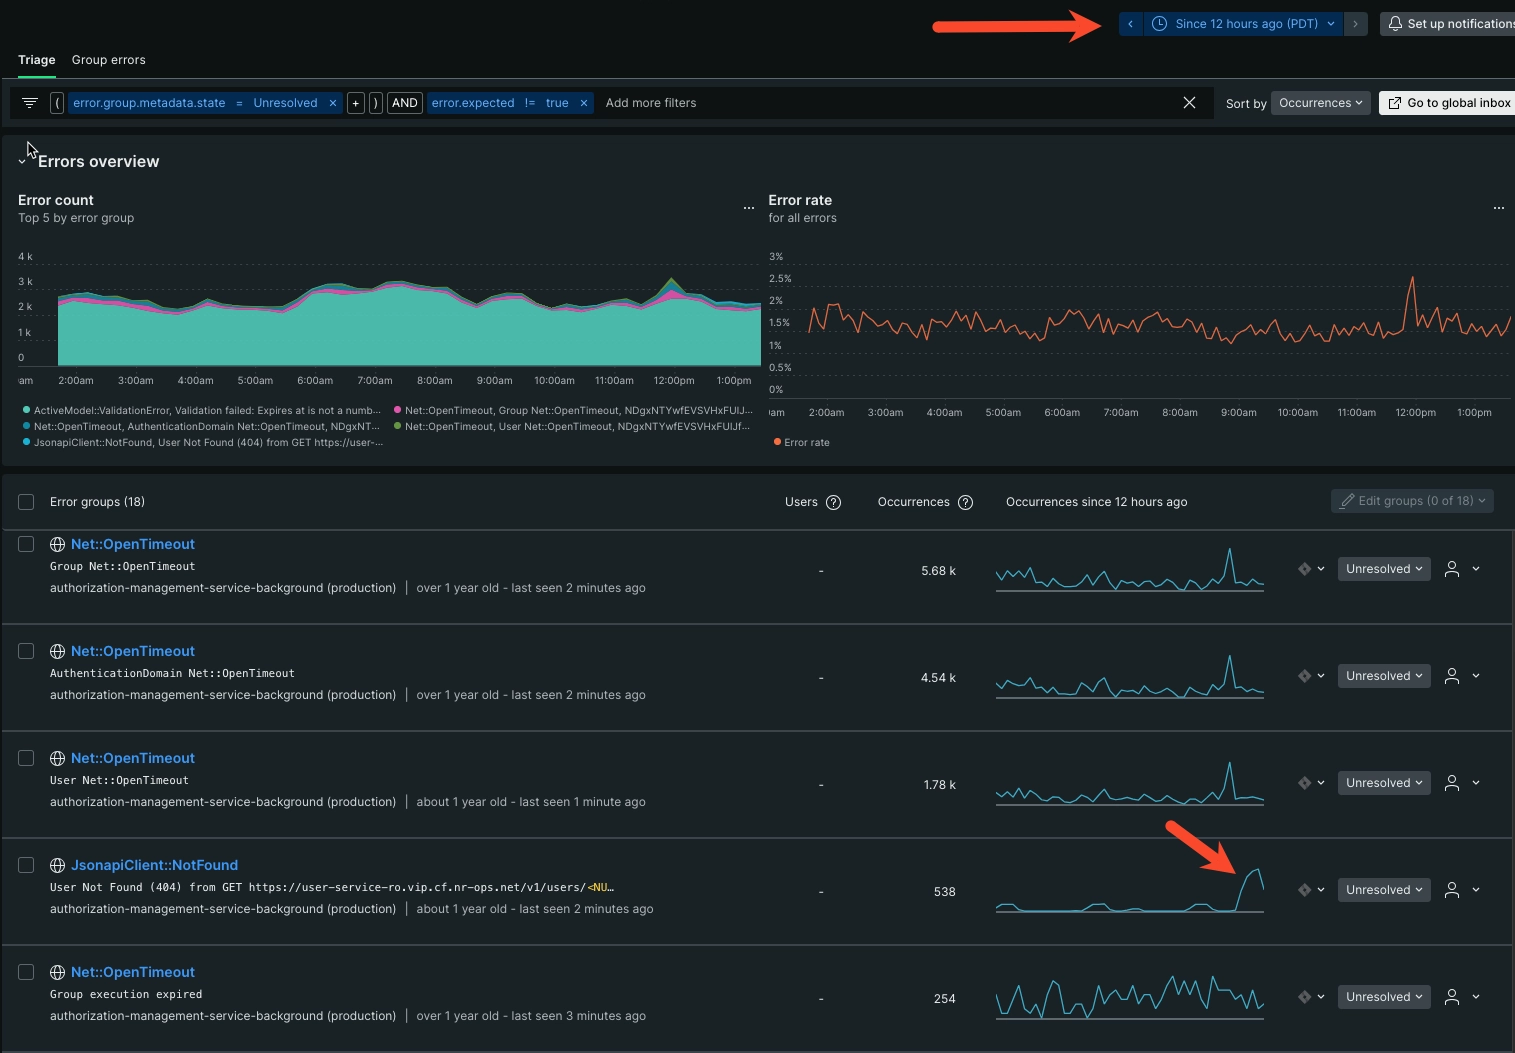 Since 12 hours ago (PDT)
Set up notifications
Triage
Group errors
( error.group.metadata.state = Unresolved × + ) AND error.expected != true × Add more filters
Sort by Occurrences
Go to global inbox
Errors overview
Error count
Top 5 by error group
...
4 k
3 k
2 k
1 k
0
am 2:00am 3:00am 4:00am 5:00am 6:00am 7:00am 8:00am 9:00am 10:00am 11:00am 12:00pm 1:00pm
ActiveModel::ValidationError, Validation failed: Expires at is not a numb...
Net::OpenTimeout, Group Net::OpenTimeout, NDgxNTYwfEVSVHxFUlJ...
Net::OpenTimeout, AuthenticationDomain Net::OpenTimeout, NDgxNT...
Net::OpenTimeout, User Net::OpenTimeout, NDgxNTYwfEVSVHxFUlJf...
JsonapiClient::NotFound, User Not Found (404) from GET https://user-...
Error rate
for all errors
...
3%
2.5%
2%
1.5%
1%
0.5%
0%
am 2:00am 3:00am 4:00am 5:00am 6:00am 7:00am 8:00am 9:00am 10:00am 11:00am 12:00pm 1:00pm
Error rate
Error groups (18)
Users ?
Occurrences ?
Occurrences since 12 hours ago
Edit groups (0 of 18)
Net::OpenTimeout
Group Net::OpenTimeout
authorization-management-service-background (production) | over 1 year old - last seen 2 minutes ago
-
5.68 k
Unresolved
Net::OpenTimeout
AuthenticationDomain Net::OpenTimeout
authorization-management-service-background (production) | over 1 year old - last seen 2 minutes ago
-
4.54 k
Unresolved
Net::OpenTimeout
User Net::OpenTimeout
authorization-management-service-background (production) | about 1 year old - last seen 1 minute ago
-
1.78 k
Unresolved
JsonapiClient::NotFound
User Not Found (404) from GET https://user-service-ro.vip.cf.nr-ops.net/v1/users/<NU...
authorization-management-service-background (production) | about 1 year old - last seen 2 minutes ago
-
538
Unresolved
Net::OpenTimeout
Group execution expired
authorization-management-service-background (production) | over 1 year old - last seen 3 minutes ago
-
254
Unresolved